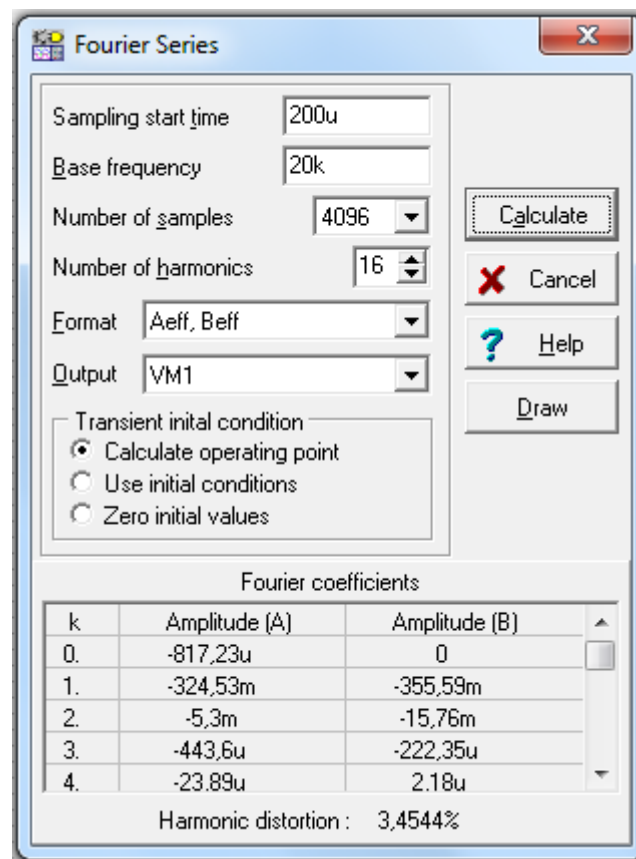 Fourier Series
Sampling start time 200u
Base frequency 20k
Number of samples 4096
Number of harmonics 16
Format Aeff, Beff
Output VM1
Transient inital condition
Calculate operating point
Use initial conditions
Zero initial values
Calculate
Cancel
Help
Draw
Fourier coefficients
k Amplitude (A) Amplitude (B)
0. -817,23u 0
1. -324,53m -355,59m
2. -5,3m -15,76m
3. -443,6u -222,35u
4. -23,89u 2,18u
Harmonic distortion : 3,4544%